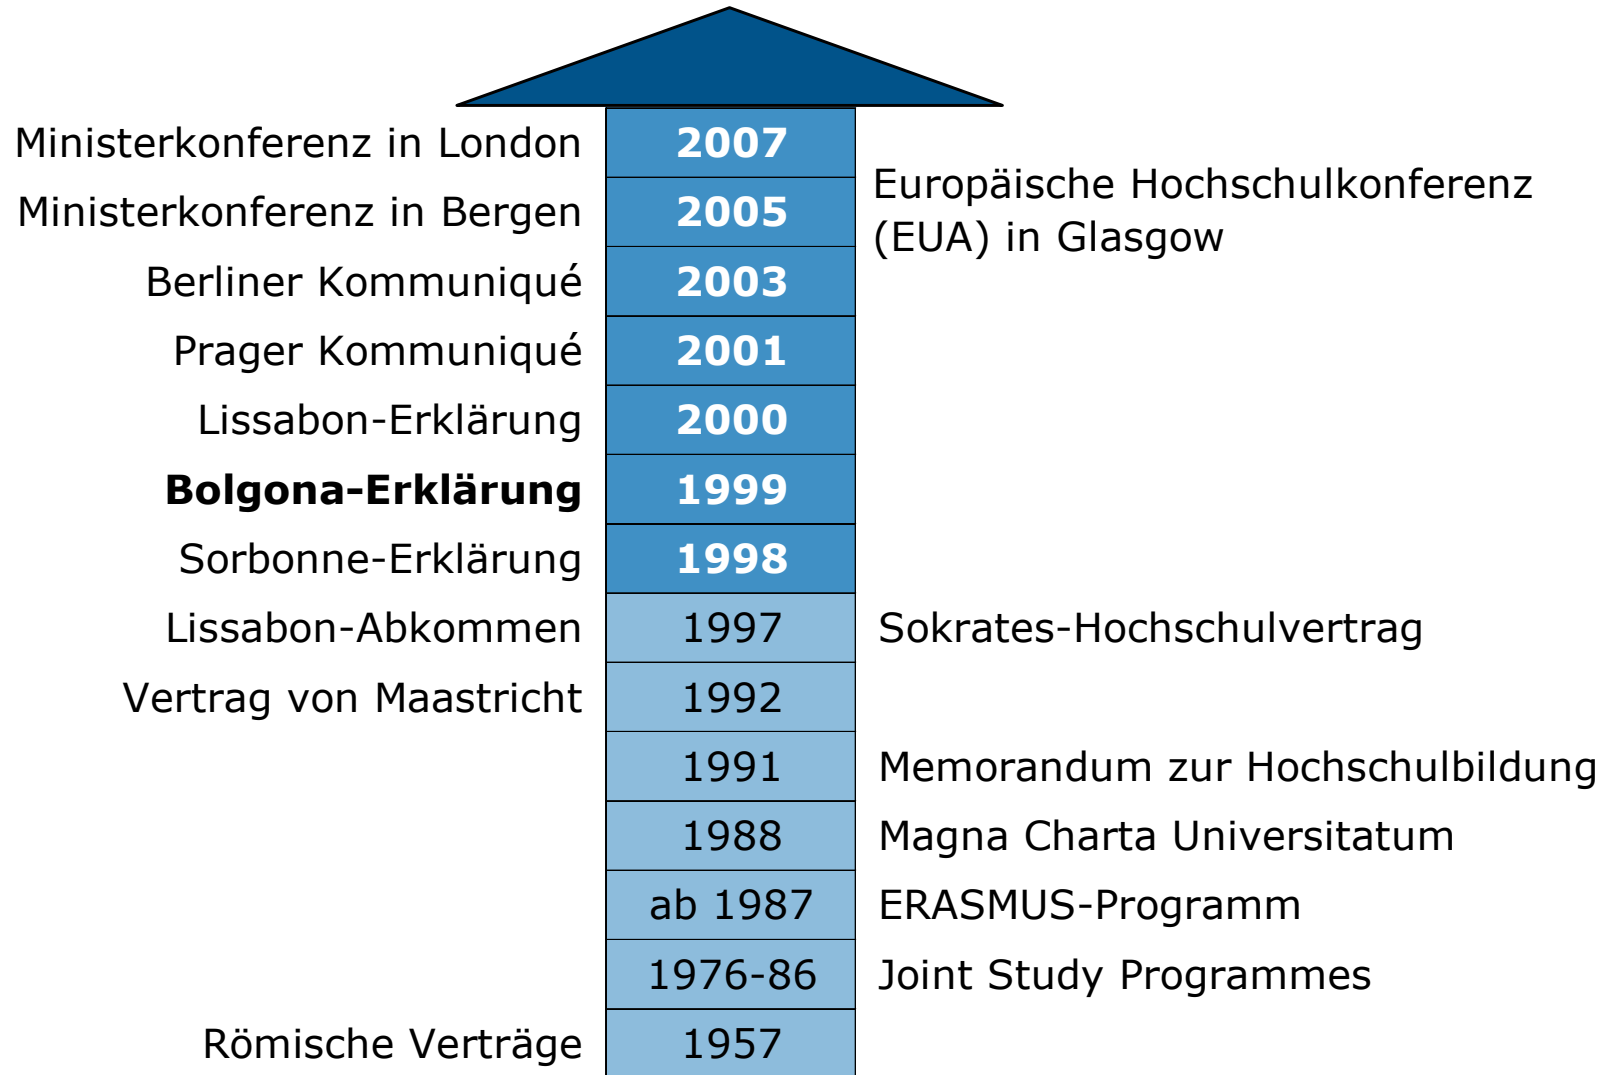 Ministerkonferenz in London 2007
Europäische Hochschulkonferenz
Ministerkonferenz in Bergen 2005
(EUA) in Glasgow
Berliner Kommuniqué 2003
Prager Kommuniqué 2001
Lissabon-Erklärung 2000
Bolgona-Erklärung 1999
Sorbonne-Erklärung 1998
Lissabon-Abkommen 1997 Sokrates-Hochschulvertrag
Vertrag von Maastricht 1992
1991 Memorandum zur Hochschulbildung
1988 Magna Charta Universitatum
ab 1987 ERASMUS-Programm
1976-86 Joint Study Programmes
Römische Verträge 1957